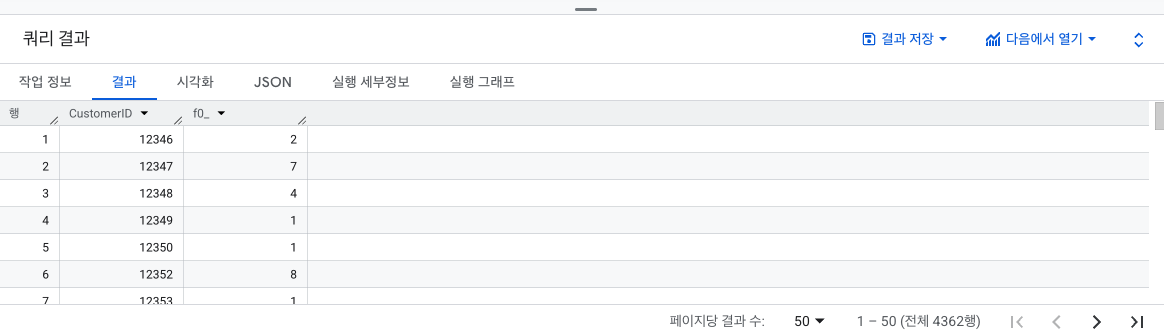 쿼리 결과 결과 저장 다음에서 열기
작업 정보 결과 시각화 JSON 실행 세부정보 실행 그래프
행 CustomerID f0_
1 12346 2
2 12347 7
3 12348 4
4 12349 1
5 12350 1
6 12352 8
7 12353 1
페이지당 결과 수: 50 1 – 50 (전체 4362행)